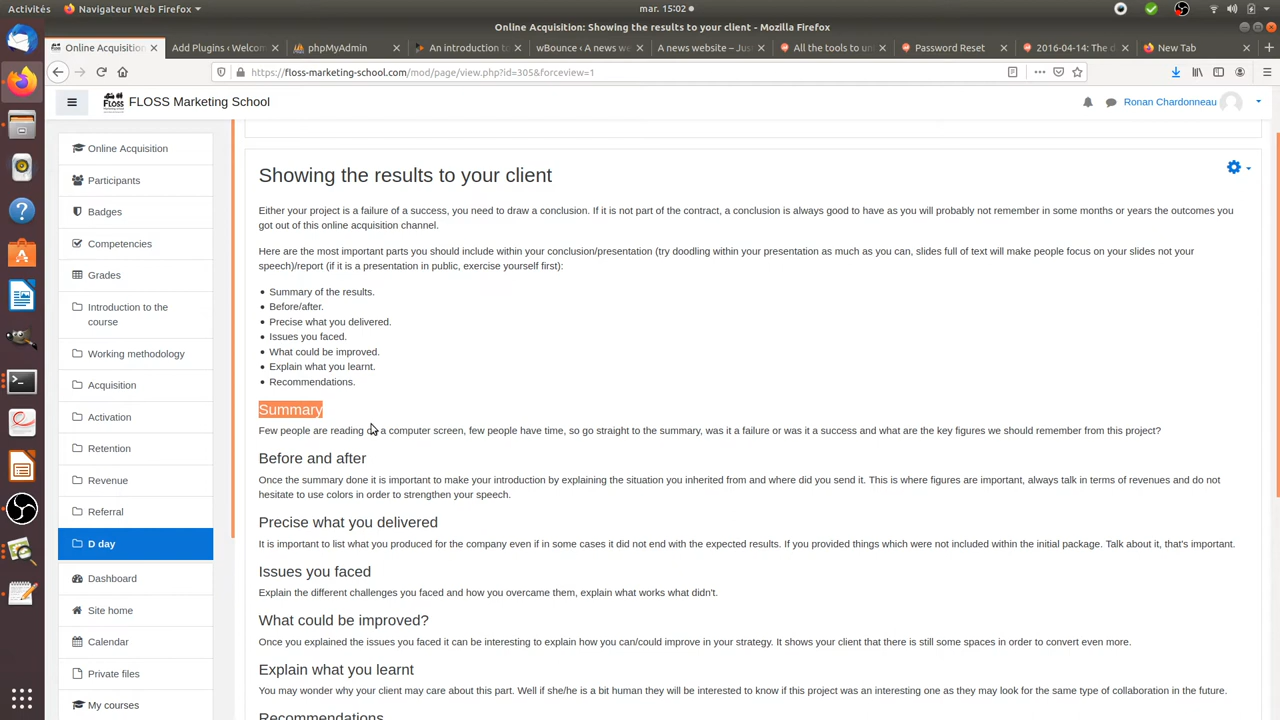 Activités
Navigateur Web Firefox
mar. 15:02
Online Acquisition: Showing the results to your client - Mozilla Firefox
Online Acquisition
Add Plugins ‹ Welcom
phpMyAdmin
An introduction to
wBounce ‹ A news we
A news website – Jus
All the tools to un
Password Reset
2016-04-14: The d
New Tab
https://floss-marketing-school.com/mod/page/view.php?id=305&forceview=1
FLOSS Marketing School
Ronan Chardonneau
Online Acquisition
Participants
Badges
Competencies
Grades
Introduction to the
course
Working methodology
Acquisition
Activation
Retention
Revenue
Referral
D day
Dashboard
Site home
Calendar
Private files
My courses
Showing the results to your client
Either your project is a failure of a success, you need to draw a conclusion. If it is not part of the contract, a conclusion is always good to have as you will probably not remember in some months or years the outcomes you
got out of this online acquisition channel.
Here are the most important parts you should include within your conclusion/presentation (try doodling within your presentation as much as you can, slides full of text will make people focus on your slides not your
speech)/report (if it is a presentation in public, exercise yourself first):
Summary of the results.
Before/after.
Precise what you delivered.
Issues you faced.
What could be improved.
Explain what you learnt.
Recommendations.
Summary
Few people are reading on a computer screen, few people have time, so go straight to the summary, was it a failure or was it a success and what are the key figures we should remember from this project?
Before and after
Once the summary done it is important to make your introduction by explaining the situation you inherited from and where did you send it. This is where figures are important, always talk in terms of revenues and do not
hesitate to use colors in order to strengthen your speech.
Precise what you delivered
It is important to list what you produced for the company even if in some cases it did not end with the expected results. If you provided things which were not included within the initial package. Talk about it, that's important.
Issues you faced
Explain the different challenges you faced and how you overcame them, explain what works what didn't.
What could be improved?
Once you explained the issues you faced it can be interesting to explain how you can/could improve in your strategy. It shows your client that there is still some spaces in order to convert even more.
Explain what you learnt
You may wonder why your client may care about this part. Well if she/he is a bit human they will be interested to know if this project was an interesting one as they may look for the same type of collaboration in the future.
Recommendations